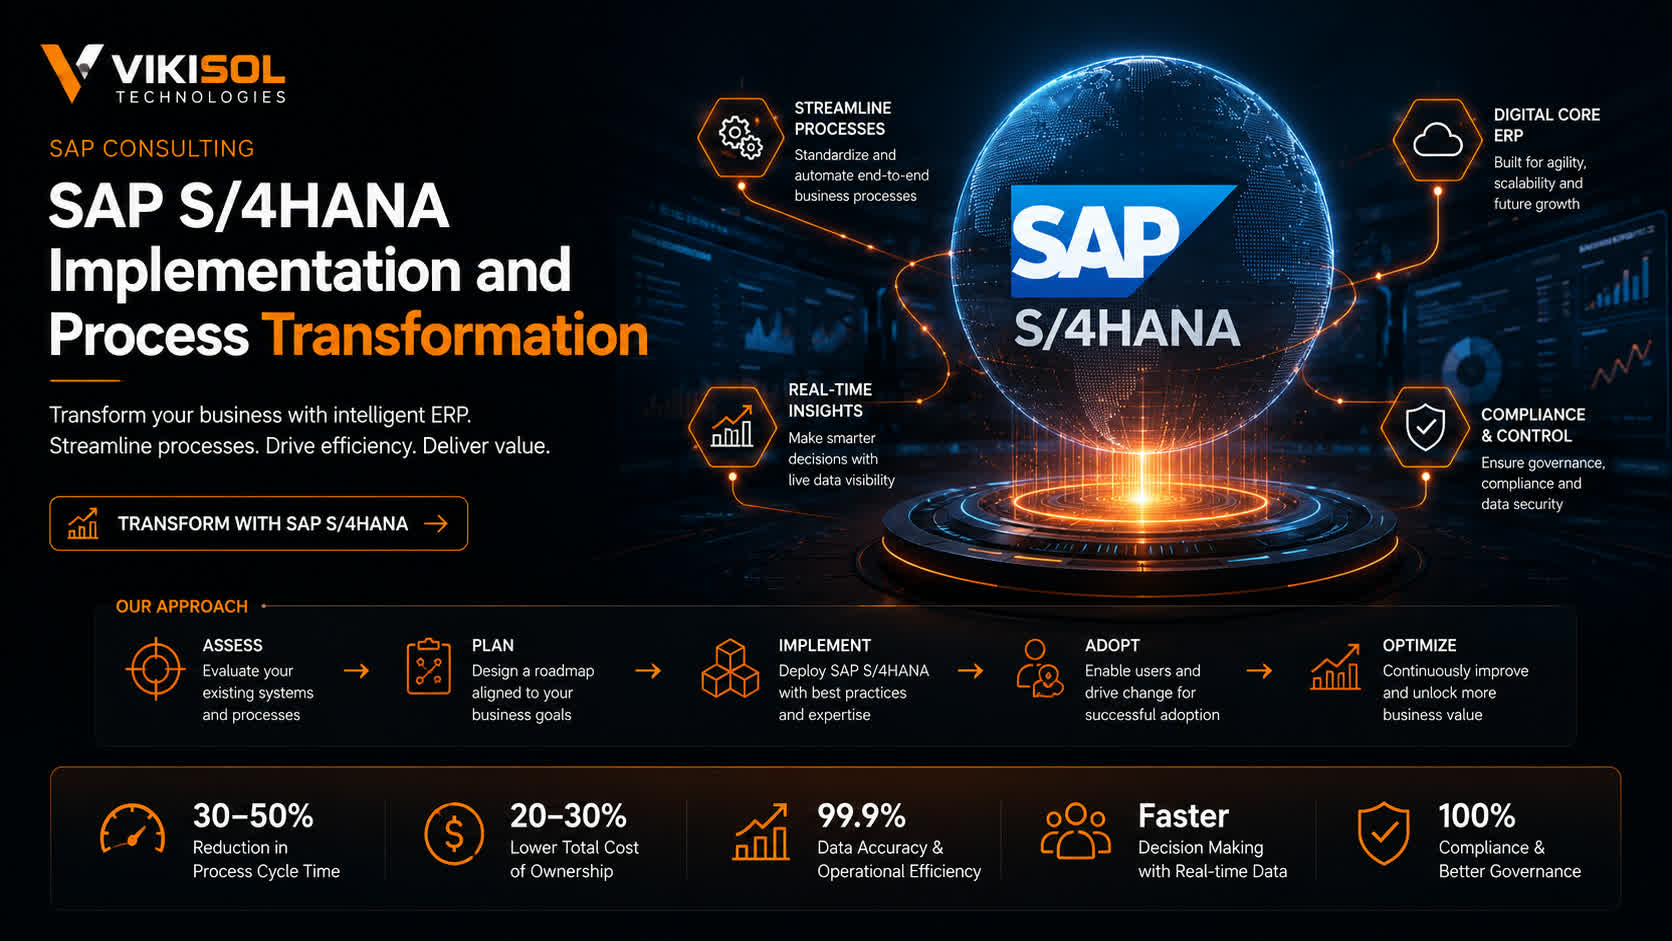 VIKISOL
TECHNOLOGIES
SAP CONSULTING
SAP S/4HANA
Implementation and
Process Transformation
Transform your business with intelligent ERP.
Streamline processes. Drive efficiency. Deliver value.
TRANSFORM WITH SAP S/4HANA
STREAMLINE
PROCESSES
Standardize and
automate end-to-end
business processes
REAL-TIME
INSIGHTS
Make smarter
decisions with
live data visibility
SAP
S/4HANA
DIGITAL CORE
ERP
Built for agility,
scalability and
future growth
COMPLIANCE
& CONTROL
Ensure governance,
compliance and
data security
OUR APPROACH
ASSESS
Evaluate your
existing systems
and processes
PLAN
Design a roadmap
aligned to your
business goals
IMPLEMENT
Deploy SAP S/4HANA
with best practices
and expertise
ADOPT
Enable users and
drive change for
successful adoption
OPTIMIZE
Continuously improve
and unlock more
business value
30–50%
Reduction in
Process Cycle Time
20–30%
Lower Total Cost
of Ownership
99.9%
Data Accuracy &
Operational Efficiency
Faster
Decision Making
with Real-time Data
100%
Compliance &
Better Governance